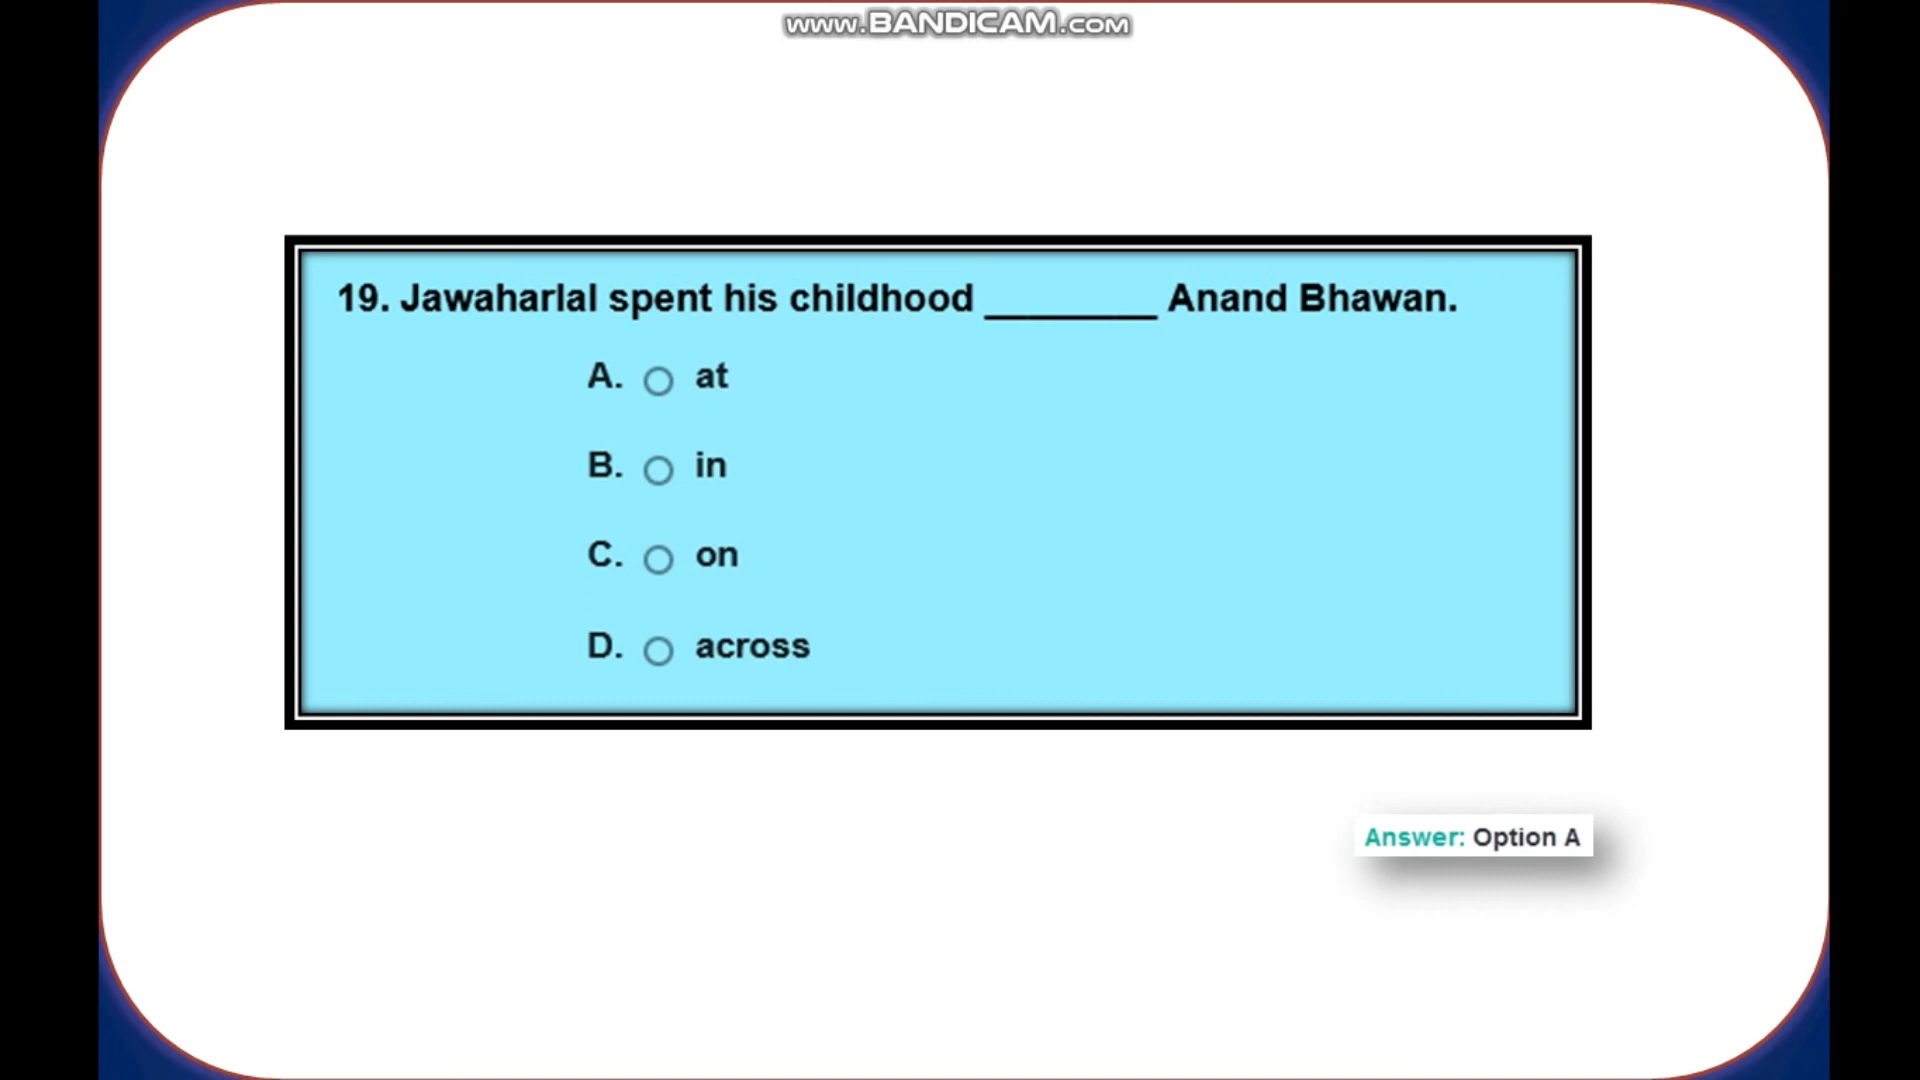 www.BANDICAM.com
19. Jawaharlal spent his childhood ________ Anand Bhawan.
A. at
B. in
C. on
D. across
Answer: Option A